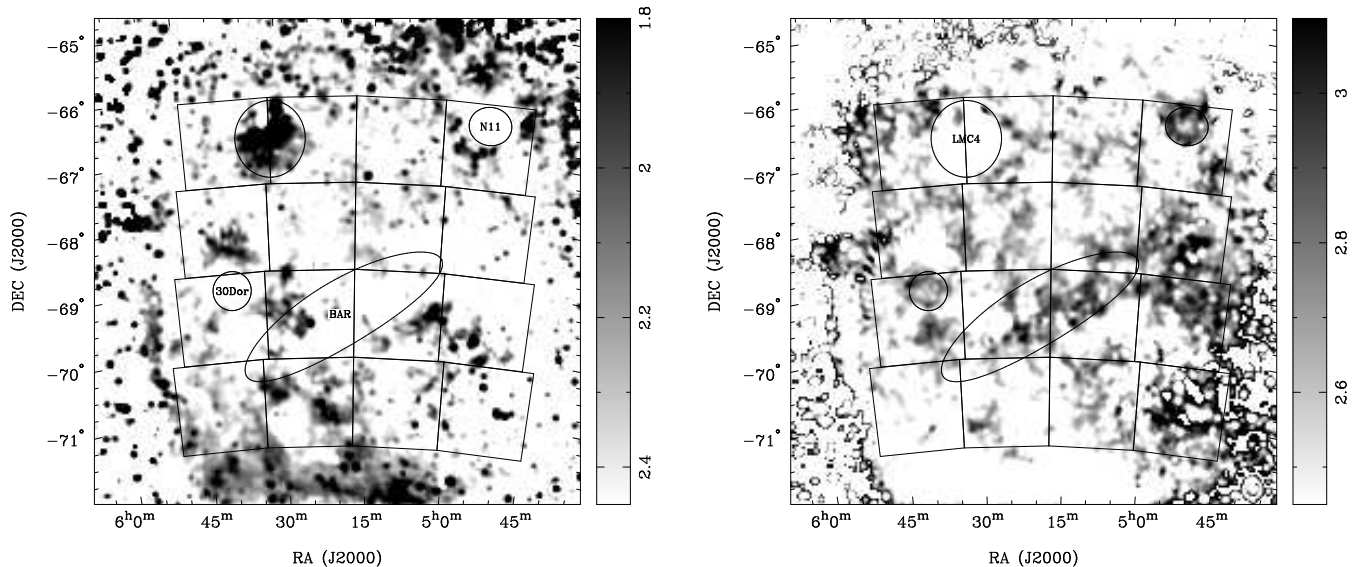 1.8
−65°
−65°
−66°
N11
−66°
3
LMC4
−67°
−67°
2
−68°
−68°
2.8
−69°
30Dor
−69°
BAR
2.2
−70°
−70°
2.6
−71°
−71°
2.4
DEC (J2000)
DEC (J2000)
6h0m 45m 30m 15m 5h0m 45m
6h0m 45m 30m 15m 5h0m 45m
RA (J2000)
RA (J2000)